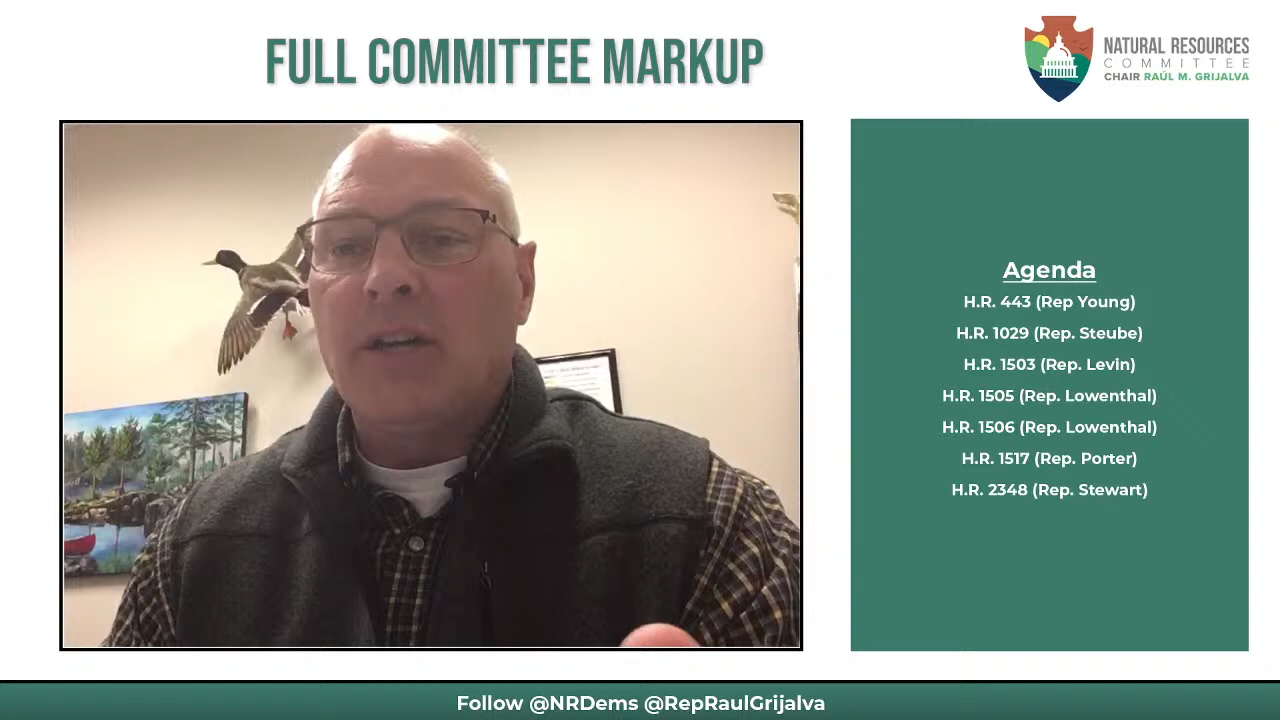 FULL COMMITTEE MARKUP
NATURAL RESOURCES
COMMITTEE
CHAIR RAÚL M. GRIJALVA
Agenda
H.R. 443 (Rep Young)
H.R. 1029 (Rep. Steube)
H.R. 1503 (Rep. Levin)
H.R. 1505 (Rep. Lowenthal)
H.R. 1506 (Rep. Lowenthal)
H.R. 1517 (Rep. Porter)
H.R. 2348 (Rep. Stewart)
Follow @NRDems @RepRaulGrijalva